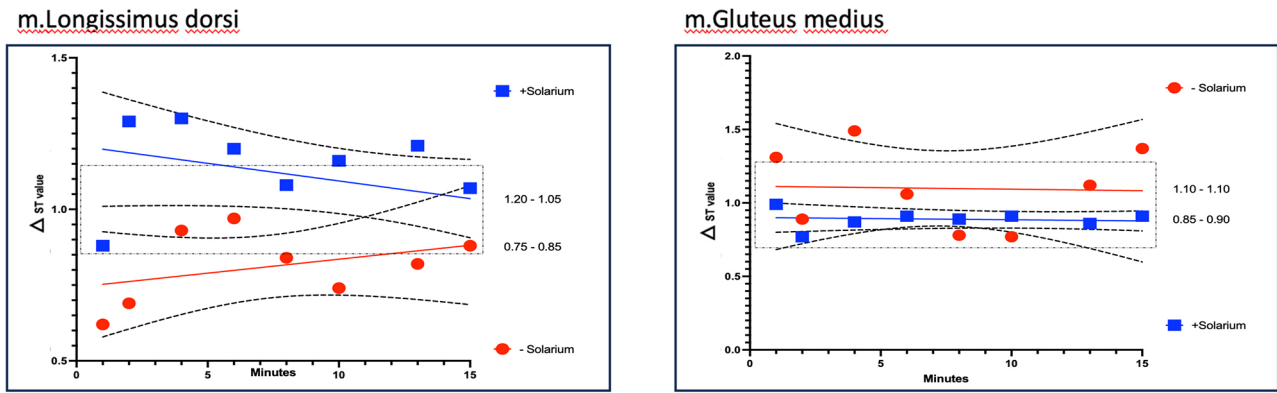 m.Longissimus dorsi
1.5
+Solarium
1.0
1.20 - 1.05
0.75 - 0.85
Δ ST value
- Solarium
0.5
0 5 10 15
Minutes
m.Gluteus medius
2.0
- Solarium
1.5
1.10 - 1.10
1.0
0.85 - 0.90
Δ ST value
0.5
+Solarium
0.0
0 5 10 15
Minutes